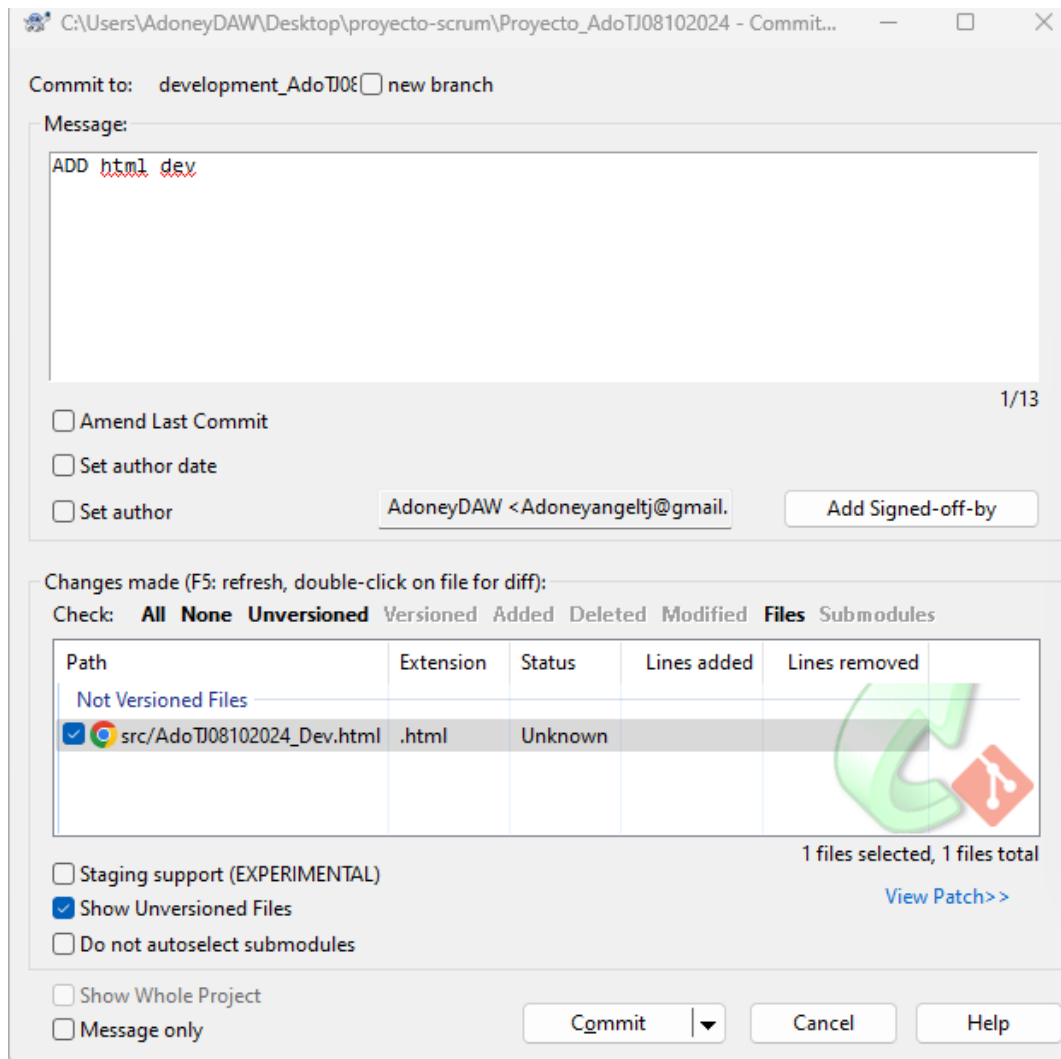 C:\Users\AdoneyDAW\Desktop\proyecto-scrum\Proyecto_AdoTJ08102024 - Commit...
Commit to: development_AdoTJ08 new branch
Message:
ADD html dev
1/13
Amend Last Commit
Set author date
Set author AdoneyDAW <Adoneyangeltj@gmail. Add Signed-off-by
Changes made (F5: refresh, double-click on file for diff):
Check: All None Unversioned Versioned Added Deleted Modified Files Submodules
Path Extension Status Lines added Lines removed
Not Versioned Files
src/AdoTJ08102024_Dev.html .html Unknown
1 files selected, 1 files total
Staging support (EXPERIMENTAL)
View Patch>>
Show Unversioned Files
Do not autoselect submodules
Show Whole Project
Message only
Commit Cancel Help